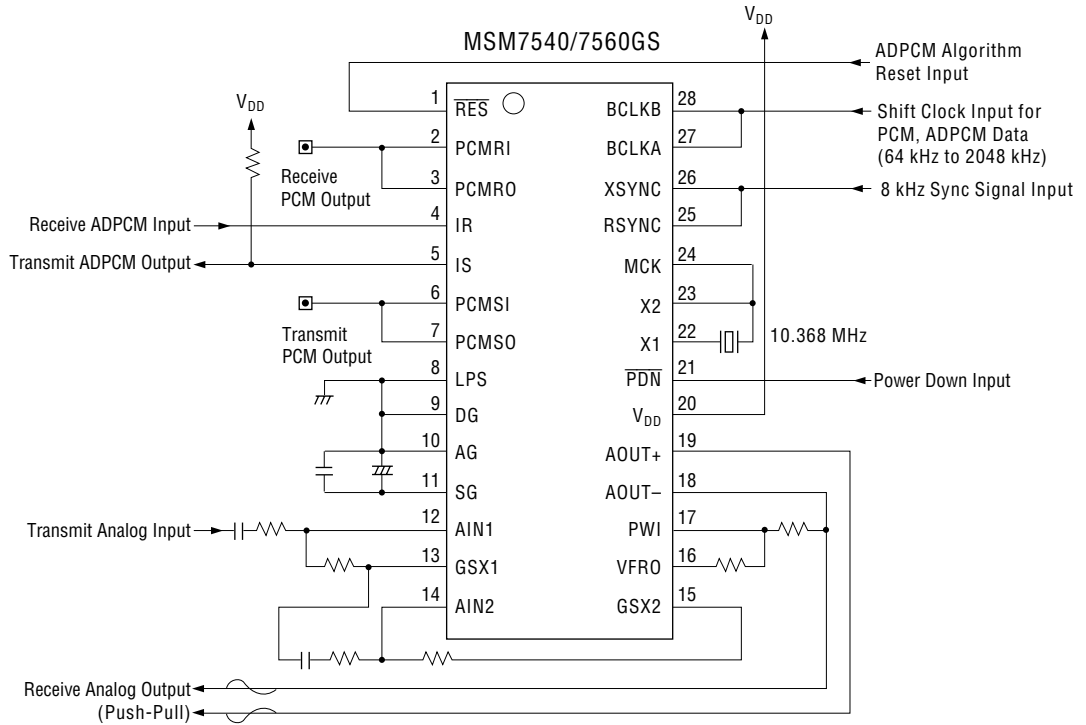 V_DD
MSM7540/7560GS
ADPCM Algorithm
Reset Input
V_DD
1
RES
2
PCMRI
3
PCMRO
4
IR
5
IS
6
PCMSI
7
PCMSO
8
LPS
9
DG
10
AG
11
SG
12
AIN1
13
GSX1
14
AIN2
28
BCLKB
27
BCLKA
26
XSYNC
25
RSYNC
24
MCK
23
X2
22
X1
21
PDN
20
V_DD
19
AOUT+
18
AOUT–
17
PWI
16
VFRO
15
GSX2
Receive
PCM Output
Receive ADPCM Input
Transmit ADPCM Output
Transmit
PCM Output
Transmit Analog Input
Receive Analog Output
(Push-Pull)
Shift Clock Input for
PCM, ADPCM Data
(64 kHz to 2048 kHz)
8 kHz Sync Signal Input
10.368 MHz
Power Down Input